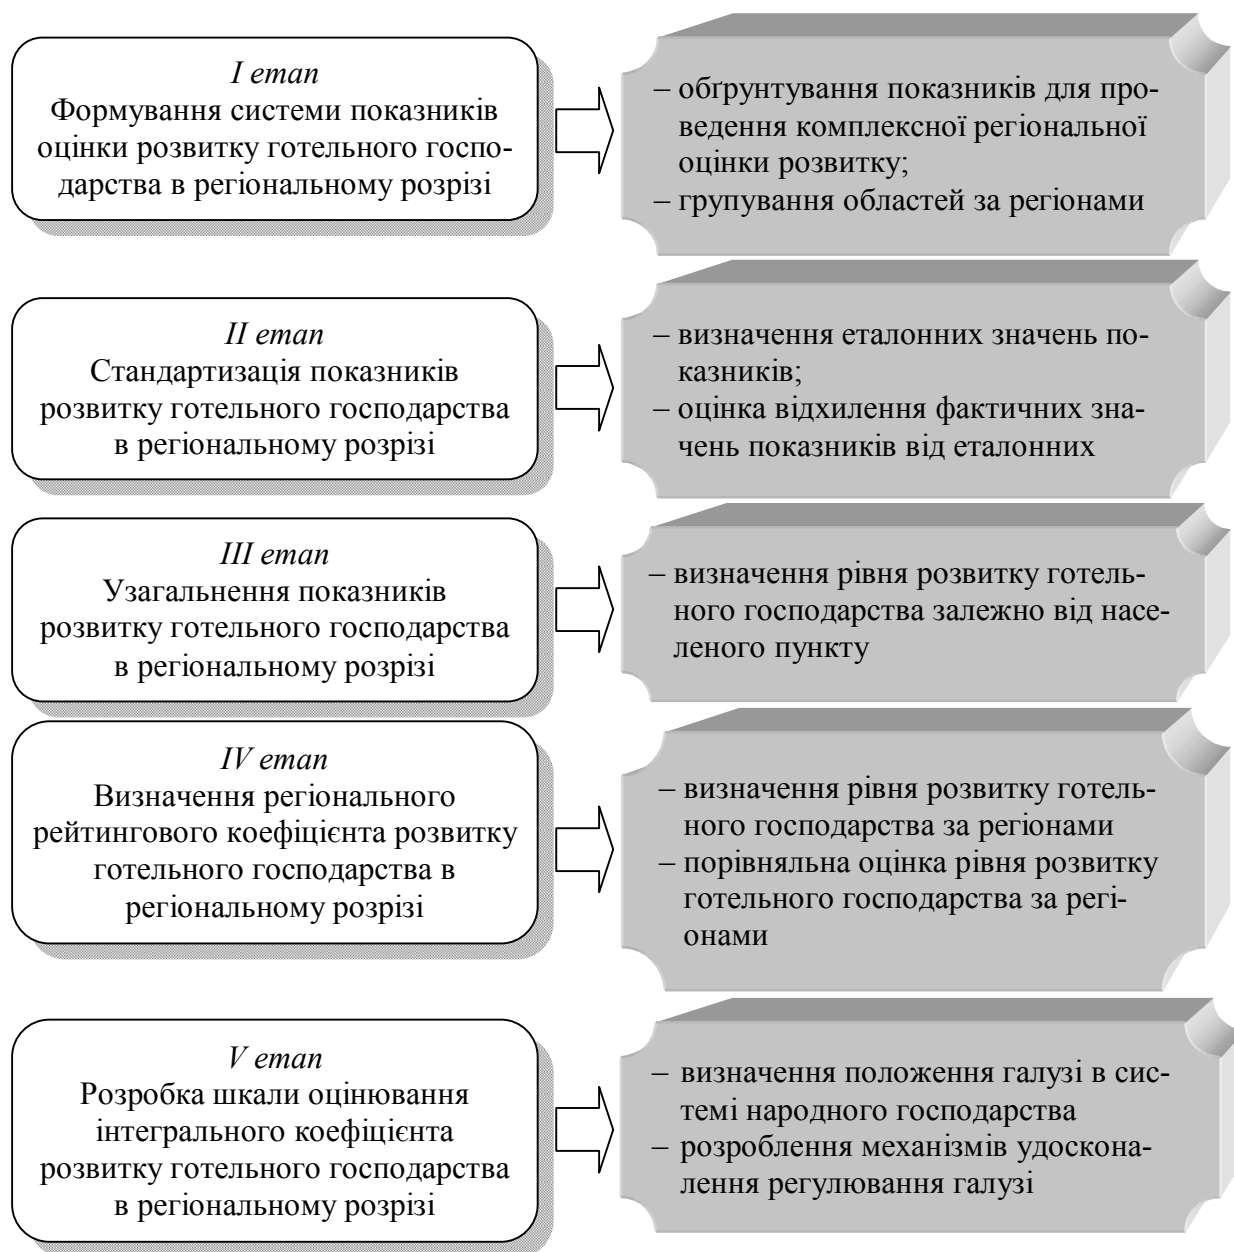 I етап
Формування системи показників
оцінки розвитку готельного госпо-
дарства в регіональному розрізі
– обґрунтування показників для про-
ведення комплексної регіональної
оцінки розвитку;
– групування областей за регіонами
II етап
Стандартизація показників
розвитку готельного господарства
в регіональному розрізі
– визначення еталонних значень по-
казників;
– оцінка відхилення фактичних зна-
чень показників від еталонних
III етап
Узагальнення показників
розвитку готельного господарства
в регіональному розрізі
– визначення рівня розвитку готель-
ного господарства залежно від насе-
леного пункту
IV етап
Визначення регіонального
рейтингового коефіцієнта розвитку
готельного господарства в
регіональному розрізі
– визначення рівня розвитку готель-
ного господарства за регіонами
– порівняльна оцінка рівня розвитку
готельного господарства за регі-
онами
V етап
Розробка шкали оцінювання
інтегрального коефіцієнта
розвитку готельного господарства
в регіональному розрізі
– визначення положення галузі в сис-
темі народного господарства
– розроблення механізмів удоскона-
лення регулювання галузі